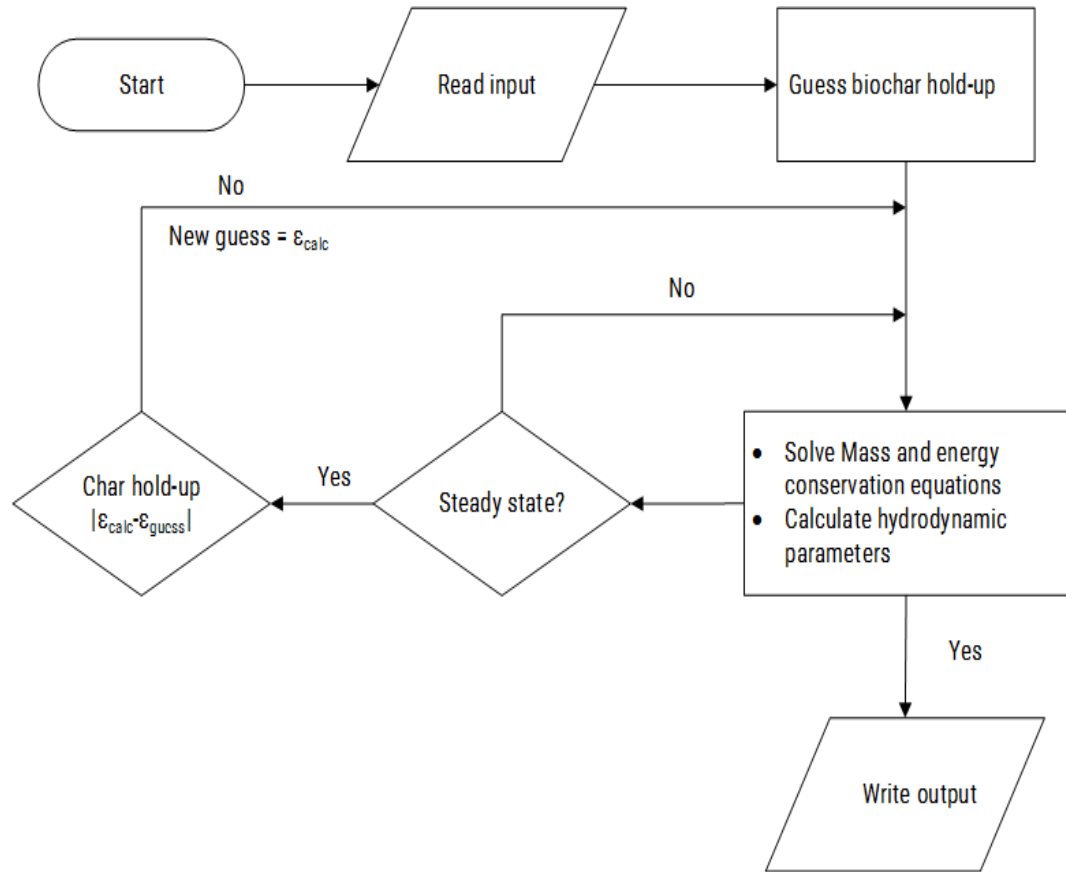 Start
Read input
Guess biochar hold-up
No
New guess = εcalc
No
Char hold-up
|εcalc-εguess|
Yes
Steady state?
• Solve Mass and energy
conservation equations
• Calculate hydrodynamic
parameters
Yes
Write output